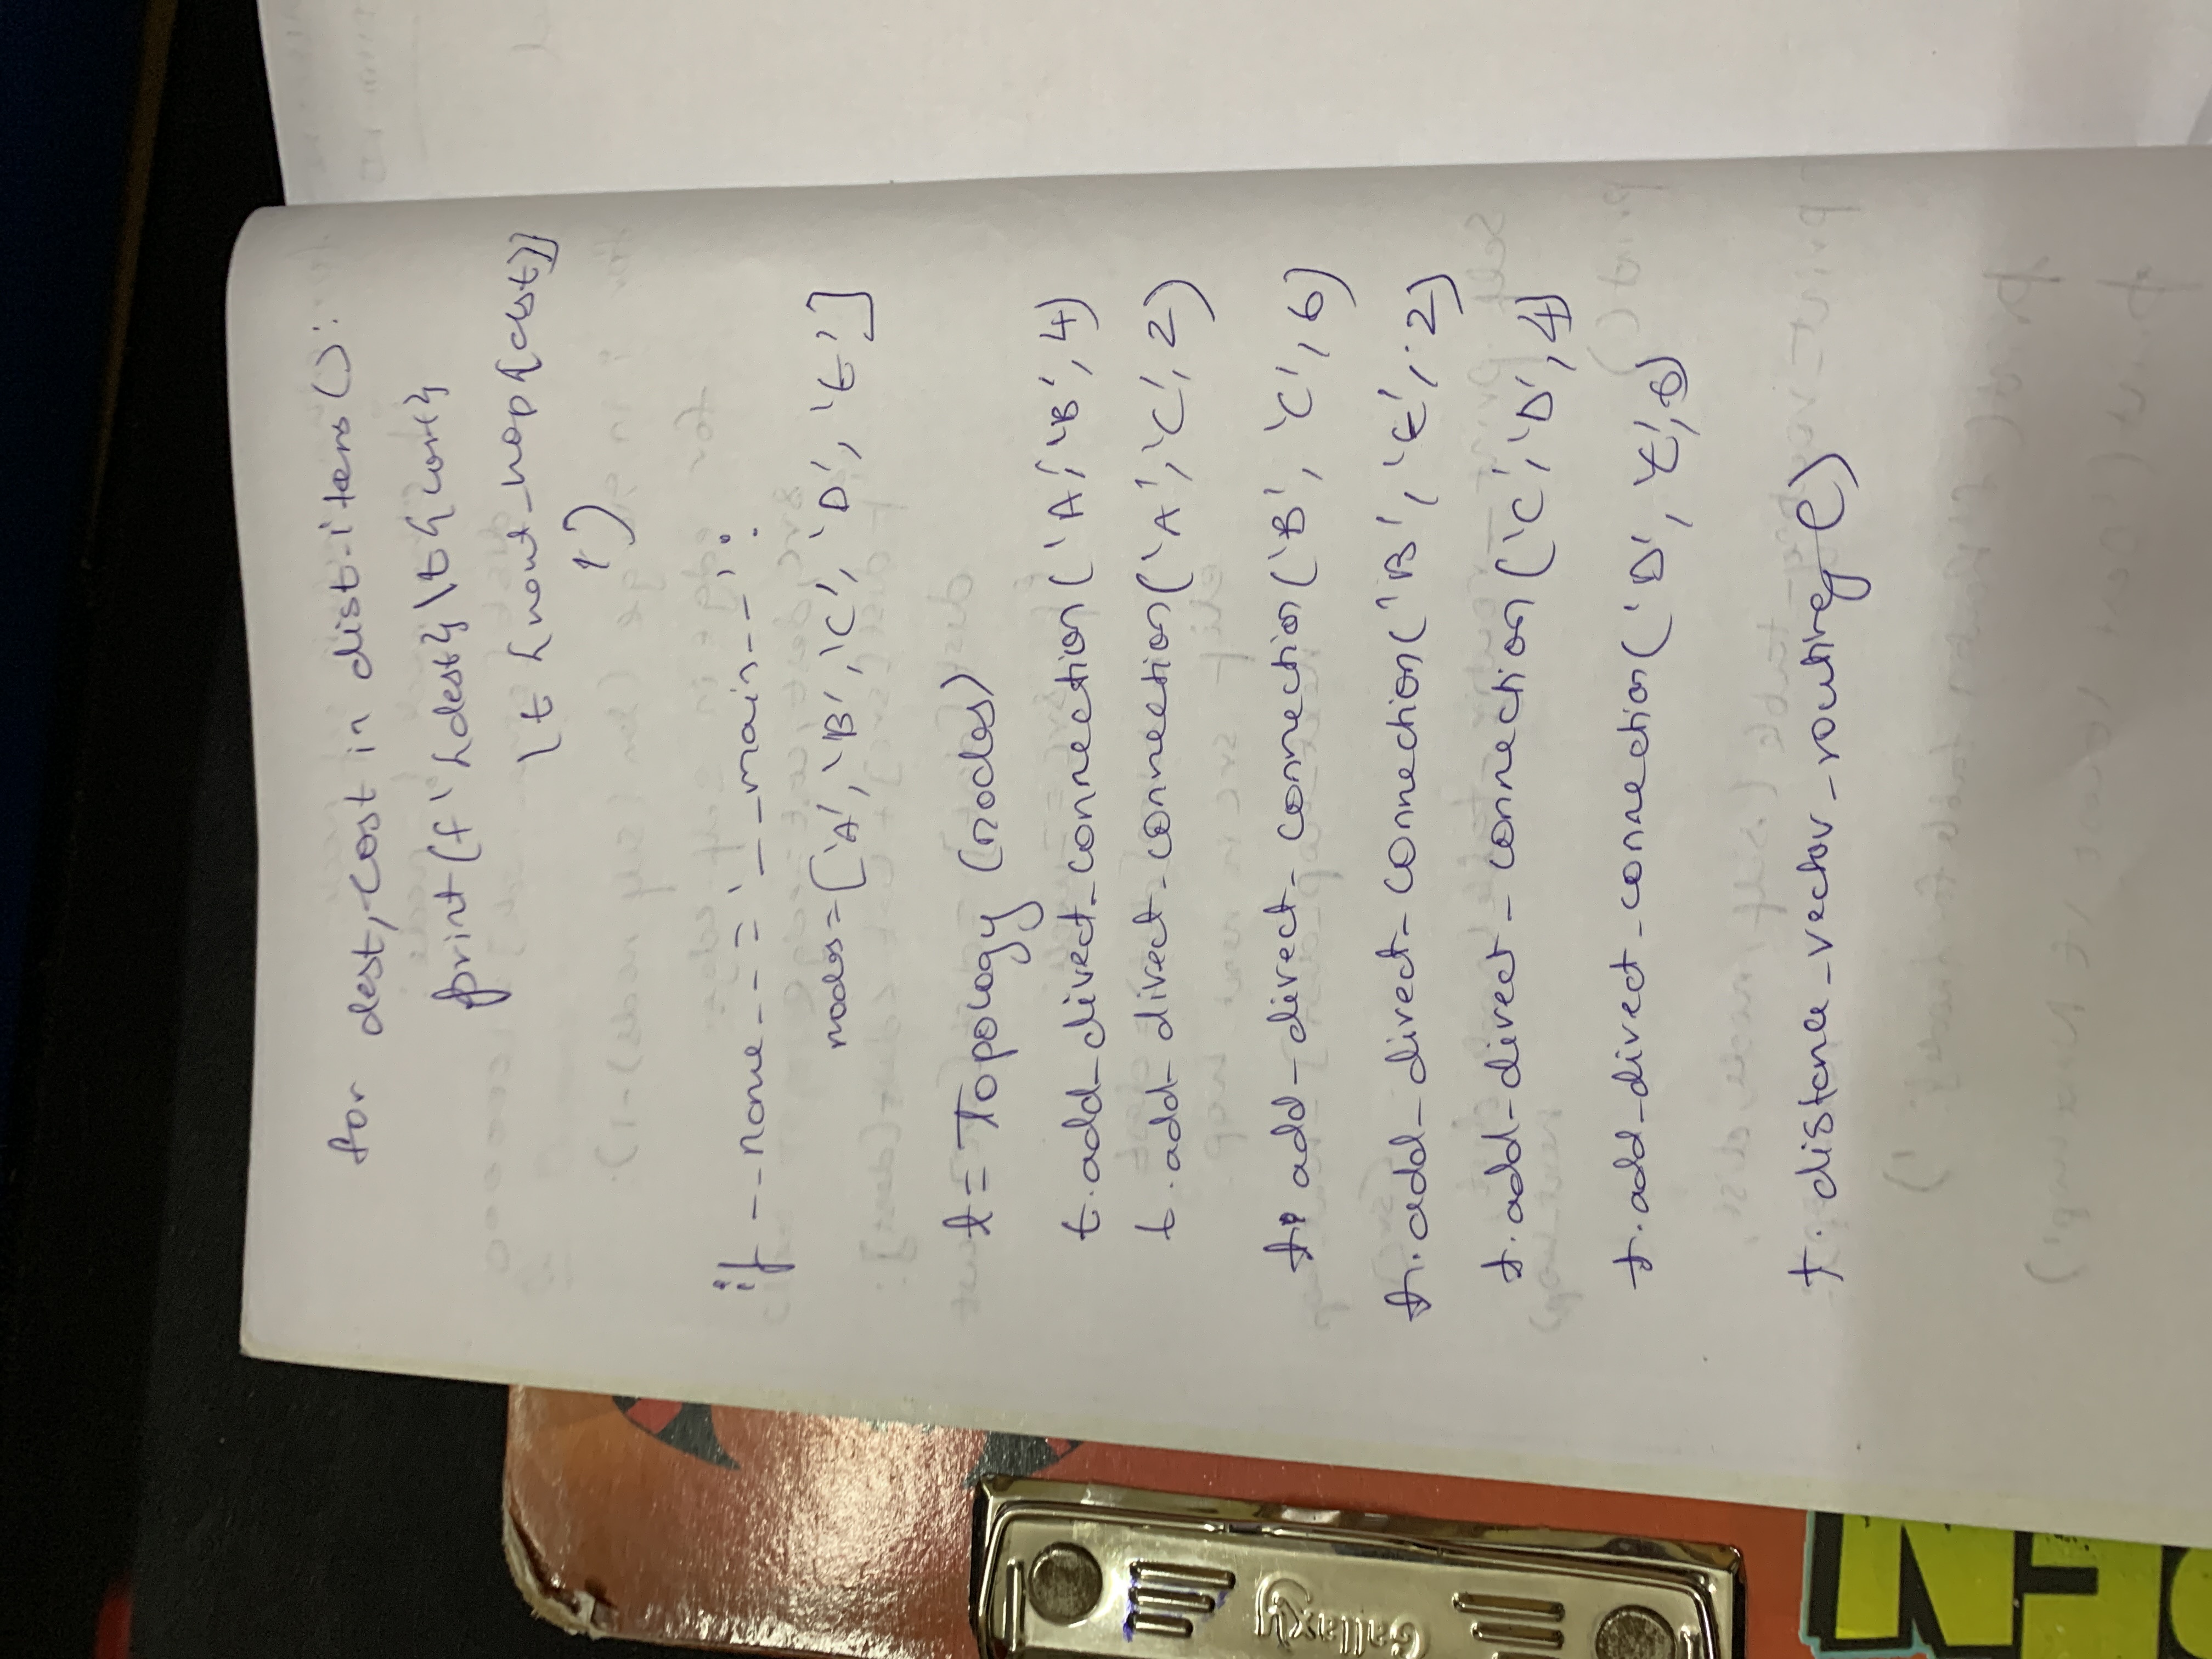 for dest, cost in dist.items():
print(f'{dest}\t{cost}
\t{next_hop[dest]}
')
if __name__ = '__main__':
nodes = ['A', 'B', 'C', 'D', 'E']
t = Topology (nodes)
t.add_direct_connection('A', 'B', 4)
t.add_direct_connection('A', 'C', 2)
t. add_direct_connection('B', 'C', 6)
t. add_direct_connection('B', 'E', 2)
t. add_direct_connection('C', 'D', 4)
t. add_direct_connection('D', 'E', 6)
t. distance_vector_routing()
Gallaxy